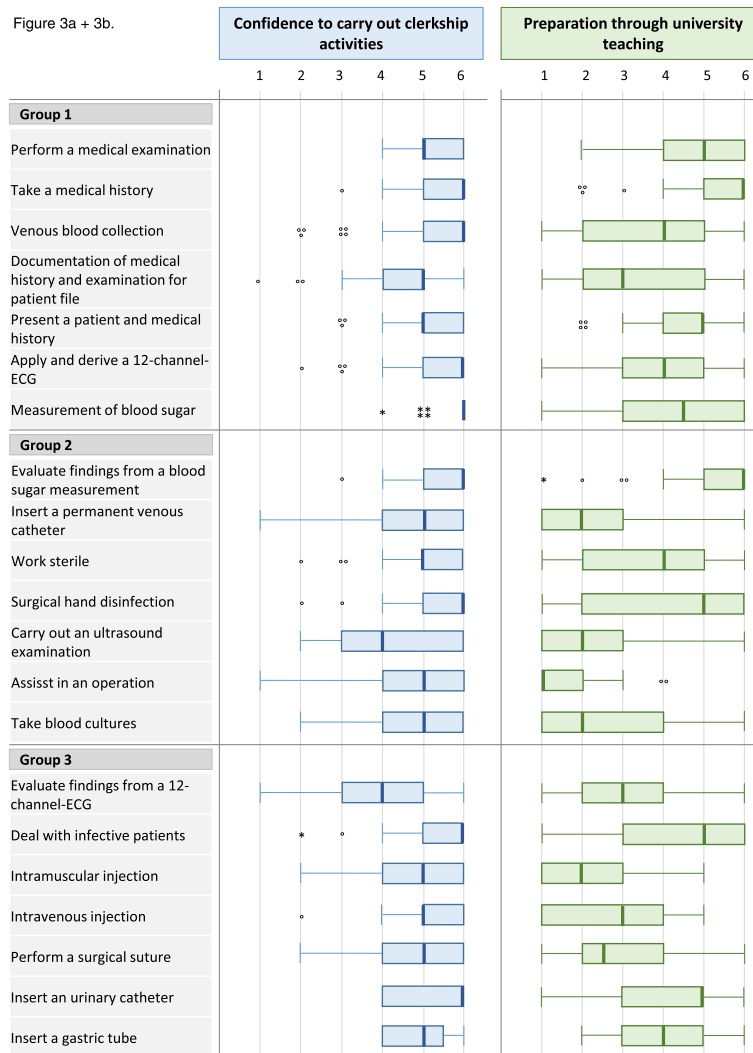 Figure 3a + 3b.
Confidence to carry out clerkship
activities
Preparation through university
teaching
1 2 3 4 5 6
1 2 3 4 5 6
Group 1
Perform a medical examination
Take a medical history
Venous blood collection
Documentation of medical
history and examination for
patient file
Present a patient and medical
history
Apply and derive a 12-channel-
ECG
Measurement of blood sugar
Group 2
Evaluate findings from a blood
sugar measurement
Insert a permanent venous
catheter
Work sterile
Surgical hand disinfection
Carry out an ultrasound
examination
Assisst in an operation
Take blood cultures
Group 3
Evaluate findings from a 12-
channel-ECG
Deal with infective patients
Intramuscular injection
Intravenous injection
Perform a surgical suture
Insert an urinary catheter
Insert a gastric tube